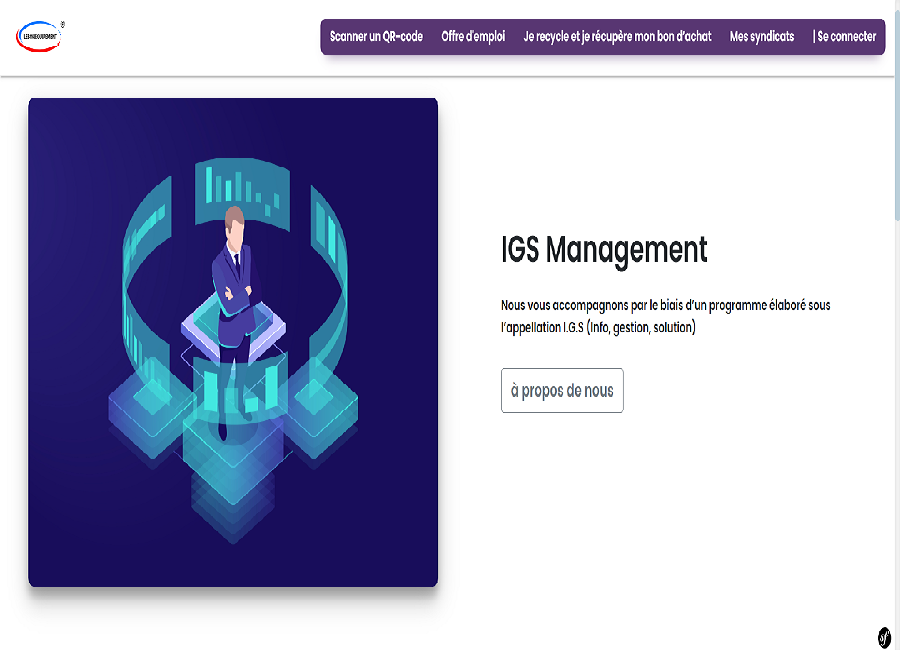 ®
Scanner un QR-code Offre d'emploi Je recycle et je récupère mon bon d’achat Mes syndicats | Se connecter
IGS Management
Nous vous accompagnons par le biais d’un programme élaboré sous
l’appellation I.G.S (Info, gestion, solution)
à propos de nous
sf